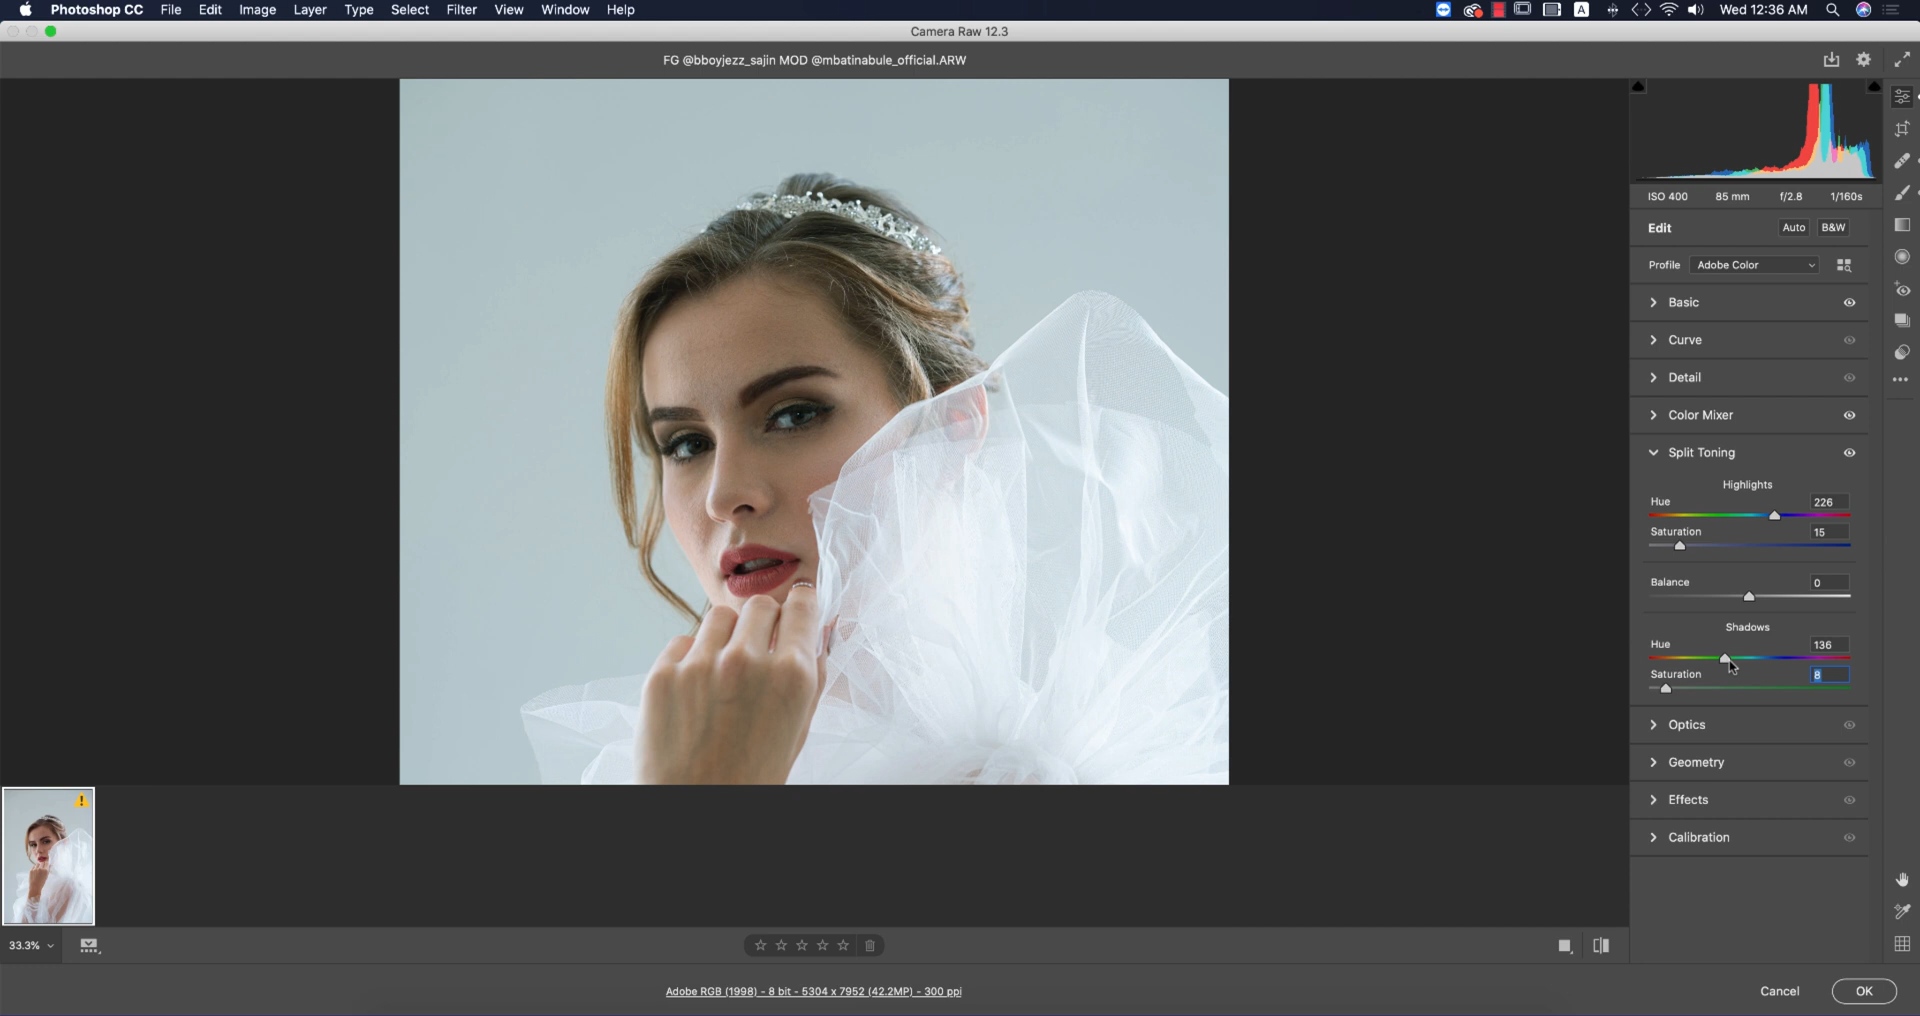 Photoshop CC File Edit Image Layer Type Select Filter View Window Help A Wed 12:36 AM
Camera Raw 12.3
FG @bboyjezz_sajin MOD @mbatinabule_official.ARW
ISO 400 85 mm f/2.8 1/160s
Edit Auto B&W
Profile Adobe Color
Basic
Curve
Detail
Color Mixer
Split Toning
Highlights
Hue 226
Saturation 15
Balance 0
Shadows
Hue 136
Saturation 8
Optics
Geometry
Effects
Calibration
33.3%
Adobe RGB (1998) - 8 bit - 5304 x 7952 (42.2MP) - 300 ppi
Cancel OK